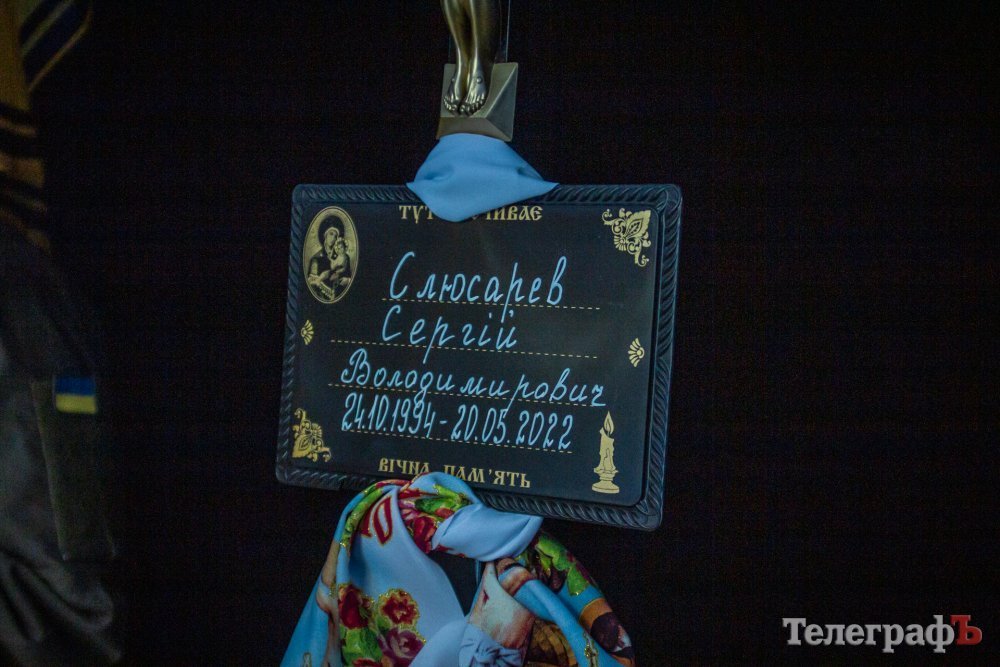 ТУТ
Слюсарев
Сергій
Володимирович
24.10.1994-20.05.2022
ВІЧНА ПАМ'ЯТЬ
ТелеграфЪ